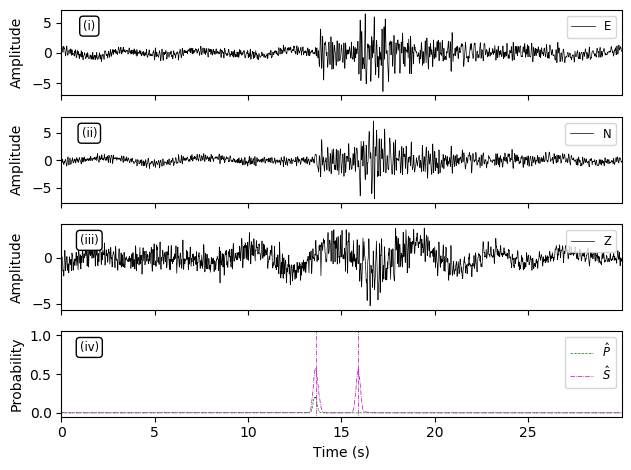 5
0
−5
Amplitude
(i)
E
5
0
−5
Amplitude
(ii)
N
0
−5
Amplitude
(iii)
Z
1.0
0.5
0.0
Probability
(iv)
P̂
Ŝ
0 5 10 15 20 25
Time (s)